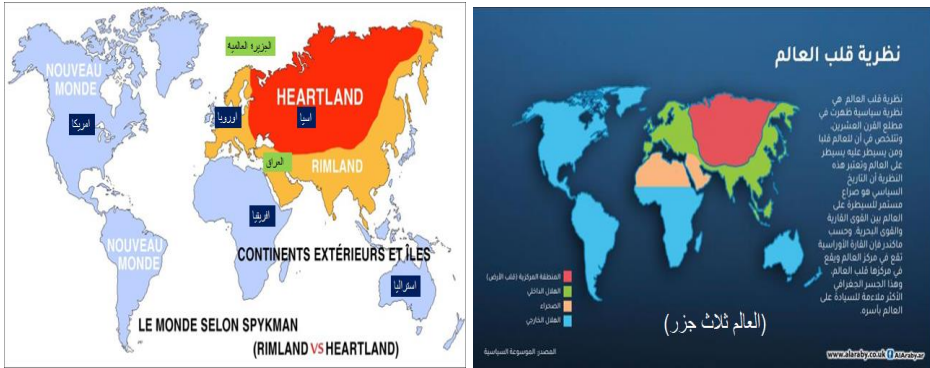 الجزيرة العالمية
NOUVEAU
MONDE
امريكا
HEARTLAND
اوروبا
اسيا
العراق
RIMLAND
افريقيا
NOUVEAU
MONDE
CONTINENTS EXTÉRIEURS ET ÎLES
استراليا
LE MONDE SELON SPYKMAN
(RIMLAND VS HEARTLAND)
نظرية قلب العالم
نظرية قلب العالم هي
نظرية سياسية ظهرت في
مطلع القرن العشرين،
وتتلخص في أن للعالم قلبا
ومن يسيطر عليه يسيطر
على العالم وتعتبر هذه
النظرية أن التاريخ
السياسي هو صراع
مستمر للسيطرة على
العالم بين القوى القارية
والقوى البحرية. وحسب
ماكندر فإن القارة الأوراسية
تقع في مركز العالم ويقع
في مركزها قلب العالم،
وهذا الجسر الجغرافي
الأكثر ملاءمة للسيادة على
العالم بأسره.
المنطقة المركزية (قلب الأرض)
الهلال الداخلي
الصحراء
الهلال الخارجي
(العالم ثلاث جزر)
المصدر: الموسوعة السياسية
www.alaraby.co.uk AlAraby.ar